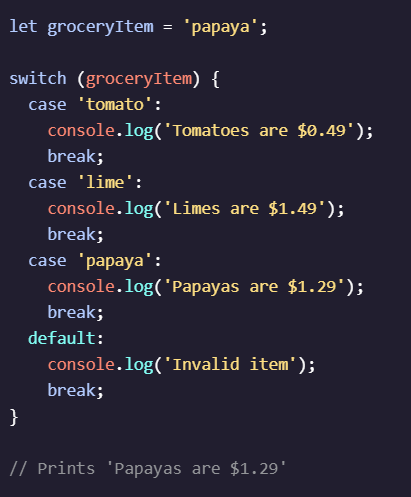 let groceryItem = 'papaya';

switch (groceryItem) {
  case 'tomato':
    console.log('Tomatoes are $0.49');
    break;
  case 'lime':
    console.log('Limes are $1.49');
    break;
  case 'papaya':
    console.log('Papayas are $1.29');
    break;
  default:
    console.log('Invalid item');
    break;
}

// Prints 'Papayas are $1.29'